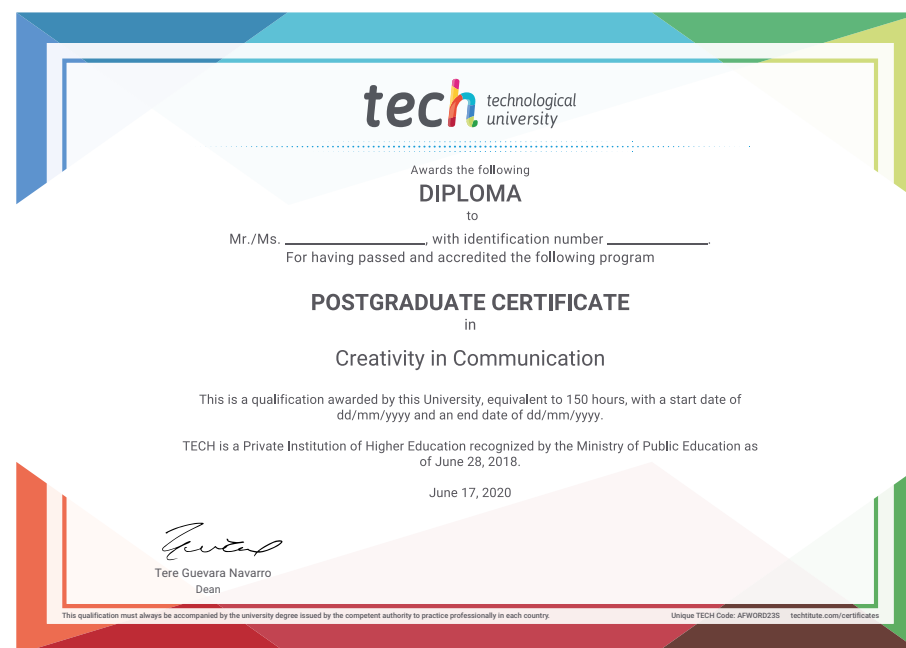 tech technological
university
Awards the following
DIPLOMA
to
Mr./Ms. ________________, with identification number ____________.
For having passed and accredited the following program
POSTGRADUATE CERTIFICATE
in
Creativity in Communication
This is a qualification awarded by this University, equivalent to 150 hours, with a start date of
dd/mm/yyyy and an end date of dd/mm/yyyy.
TECH is a Private Institution of Higher Education recognized by the Ministry of Public Education as
of June 28, 2018.
June 17, 2020
Tere Guevara Navarro
Dean
This qualification must always be accompanied by the university degree issued by the competent authority to practice professionally in each country. Unique TECH Code: AFWORD23S techtitute.com/certificates